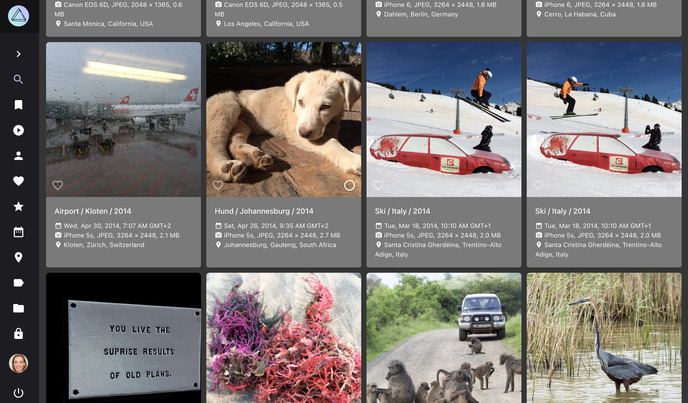 Canon EOS 6D, JPEG, 2048 × 1365, 0.6
MB
Santa Monica, California, USA
Canon EOS 6D, JPEG, 2048 × 1365, 0.5
MB
Los Angeles, California, USA
iPhone 6, JPEG, 3264 × 2448, 1.8 MB
Dahlem, Berlin, Germany
iPhone 6, JPEG, 3264 × 2448, 1.8 MB
Cerro, La Habana, Cuba
Airport / Kloten / 2014
Wed, Apr 30, 2014, 7:07 AM GMT+2
iPhone 5s, JPEG, 3264 × 2448, 2.1 MB
Kloten, Zürich, Switzerland
Hund / Johannesburg / 2014
Sat, Apr 26, 2014, 9:35 AM GMT+2
iPhone 5s, JPEG, 3264 × 2448, 2.7 MB
Johannesburg, Gauteng, South Africa
Ski / Italy / 2014
Tue, Mar 18, 2014, 10:10 AM GMT+1
iPhone 5s, JPEG, 3264 × 2448, 2.0 MB
Santa Cristina Gherdëina, Trentino-Alto
Adige, Italy
Ski / Italy / 2014
Tue, Mar 18, 2014, 10:10 AM GMT+1
iPhone 5s, JPEG, 3264 × 2448, 2.0 MB
Santa Cristina Gherdëina, Trentino-Alto
Adige, Italy
YOU LIVE THE
SUPRISE RESULTS
OF OLD PLANS.